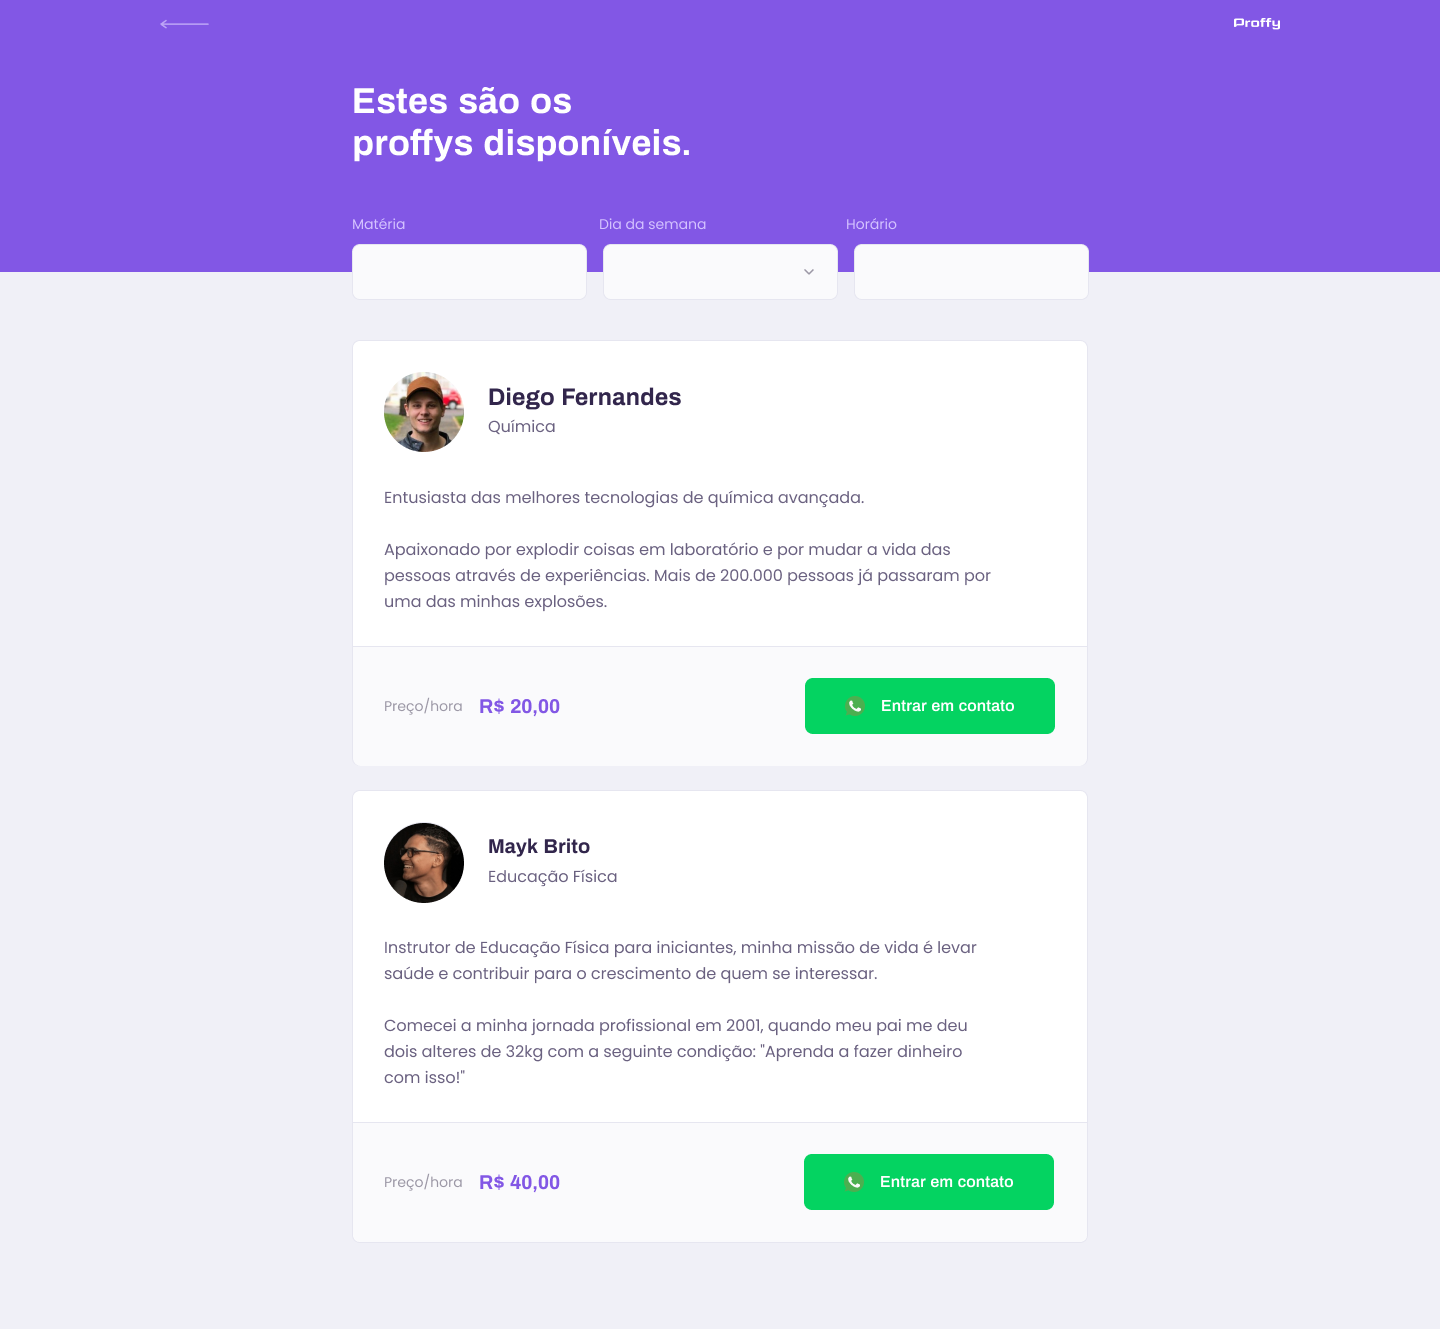 Proffy
Estes são os
proffys disponíveis.
Matéria
Dia da semana
Horário
Diego Fernandes
Química
Entusiasta das melhores tecnologias de química avançada.
Apaixonado por explodir coisas em laboratório e por mudar a vida das
pessoas através de experiências. Mais de 200.000 pessoas já passaram por
uma das minhas explosões.
Preço/hora R$ 20,00
Entrar em contato
Mayk Brito
Educação Física
Instrutor de Educação Física para iniciantes, minha missão de vida é levar
saúde e contribuir para o crescimento de quem se interessar.
Comecei a minha jornada profissional em 2001, quando meu pai me deu
dois alteres de 32kg com a seguinte condição: "Aprenda a fazer dinheiro
com isso!"
Preço/hora R$ 40,00
Entrar em contato